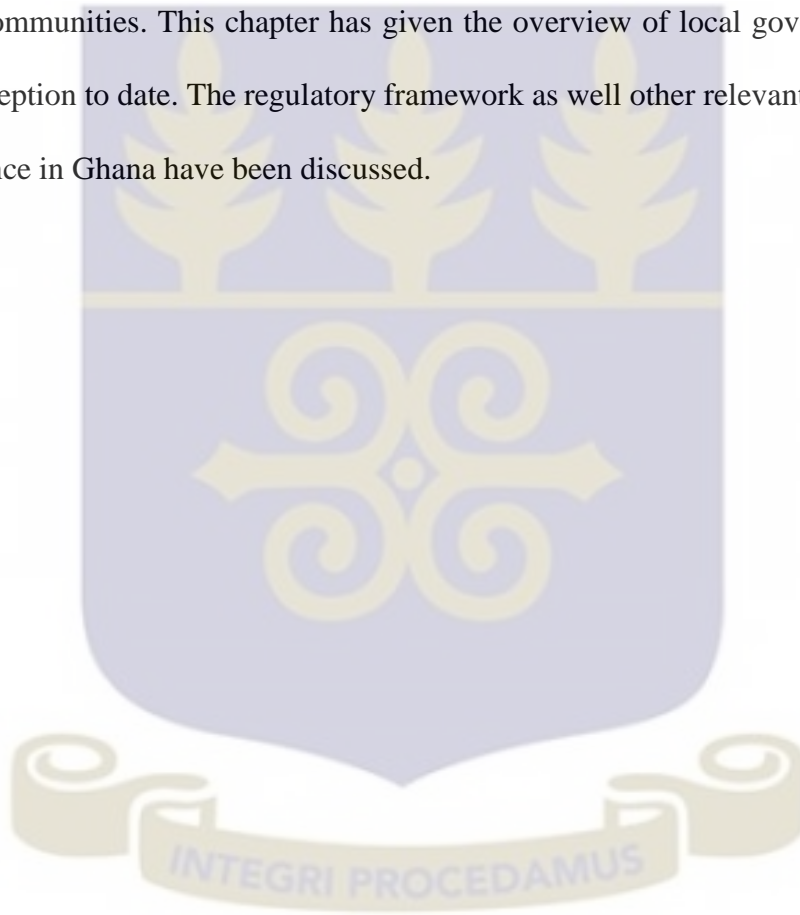 ommunities. This chapter has given the overview of local gov
eption to date. The regulatory framework as well other relevant
ce in Ghana have been discussed.
INTEGRI PROCEDAMUS